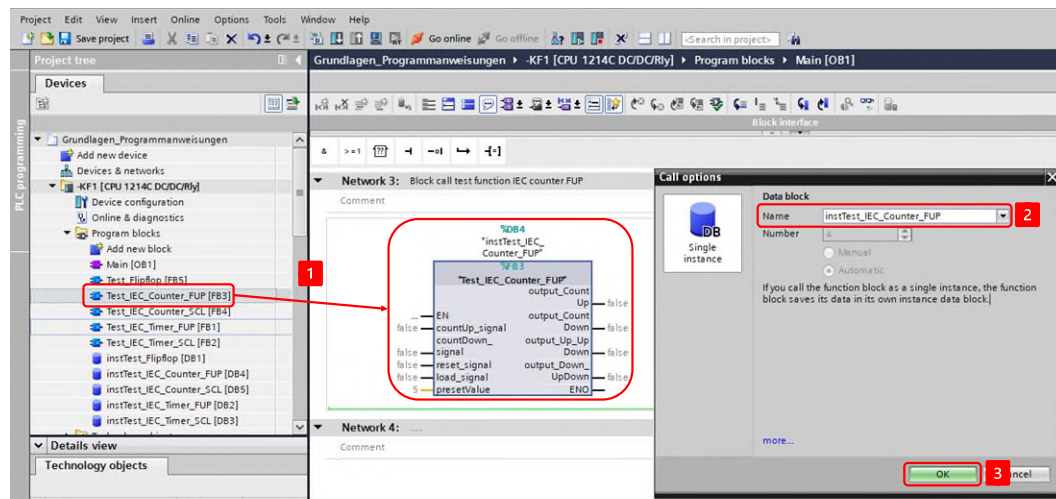 Project Edit View Insert Online Options Tools Window Help
Save project Go online Go offline <Search in project>
Project tree
Grundlagen_Programmanweisungen ▸ -KF1 [CPU 1214C DC/DC/Rly] ▸ Program blocks ▸ Main [OB1]
Devices
Block interface
PLC programming
Grundlagen_Programmanweisungen
Add new device
Devices & networks
-KF1 [CPU 1214C DC/DC/Rly]
Device configuration
Online & diagnostics
Program blocks
Add new block
Main [OB1]
Test_Flipflop [FB5]
Test_IEC_Counter_FUP [FB3]
Test_IEC_Counter_SCL [FB4]
Test_IEC_Timer_FUP [FB1]
Test_IEC_Timer_SCL [FB2]
instTest_Flipflop [DB1]
instTest_IEC_Counter_FUP [DB4]
instTest_IEC_Counter_SCL [DB5]
instTest_IEC_Timer_FUP [DB2]
instTest_IEC_Timer_SCL [DB3]
Details view
Technology objects
1
& >=1 [??] ⊣ -o| ↦ -[=]
Network 3: Block call test function IEC counter FUP
Comment
%DB4
"instTest_IEC_
Counter_FUP"
%FB3
"Test_IEC_Counter_FUP"
output_Count
Up false
... EN output_Count
false countUp_signal Down false
countDown_ output_Up_Up
false signal Down false
false reset_signal output_Down_
false load_signal UpDown false
5 presetValue ENO
Network 4: ....
Comment
Call options X
Data block
Name instTest_IEC_Counter_FUP 2
Number 4
Manual
Automatic
DB
Single
instance
If you call the function block as a single instance, the function
block saves its data in its own instance data block.
more...
OK 3 ncel